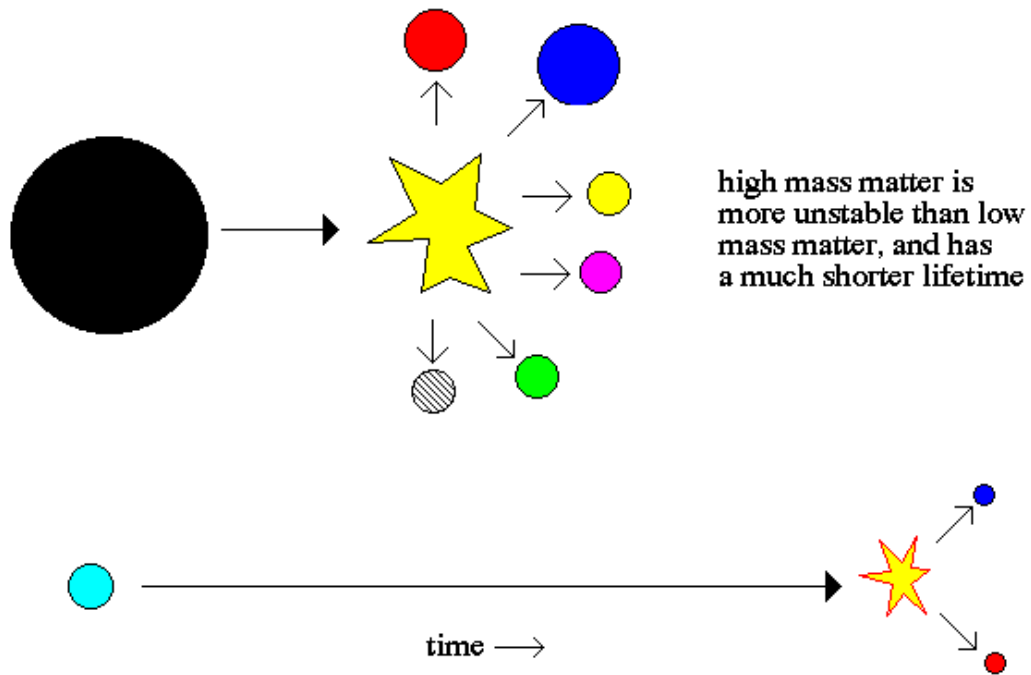 high mass matter is
more unstable than low
mass matter, and has
a much shorter lifetime
time